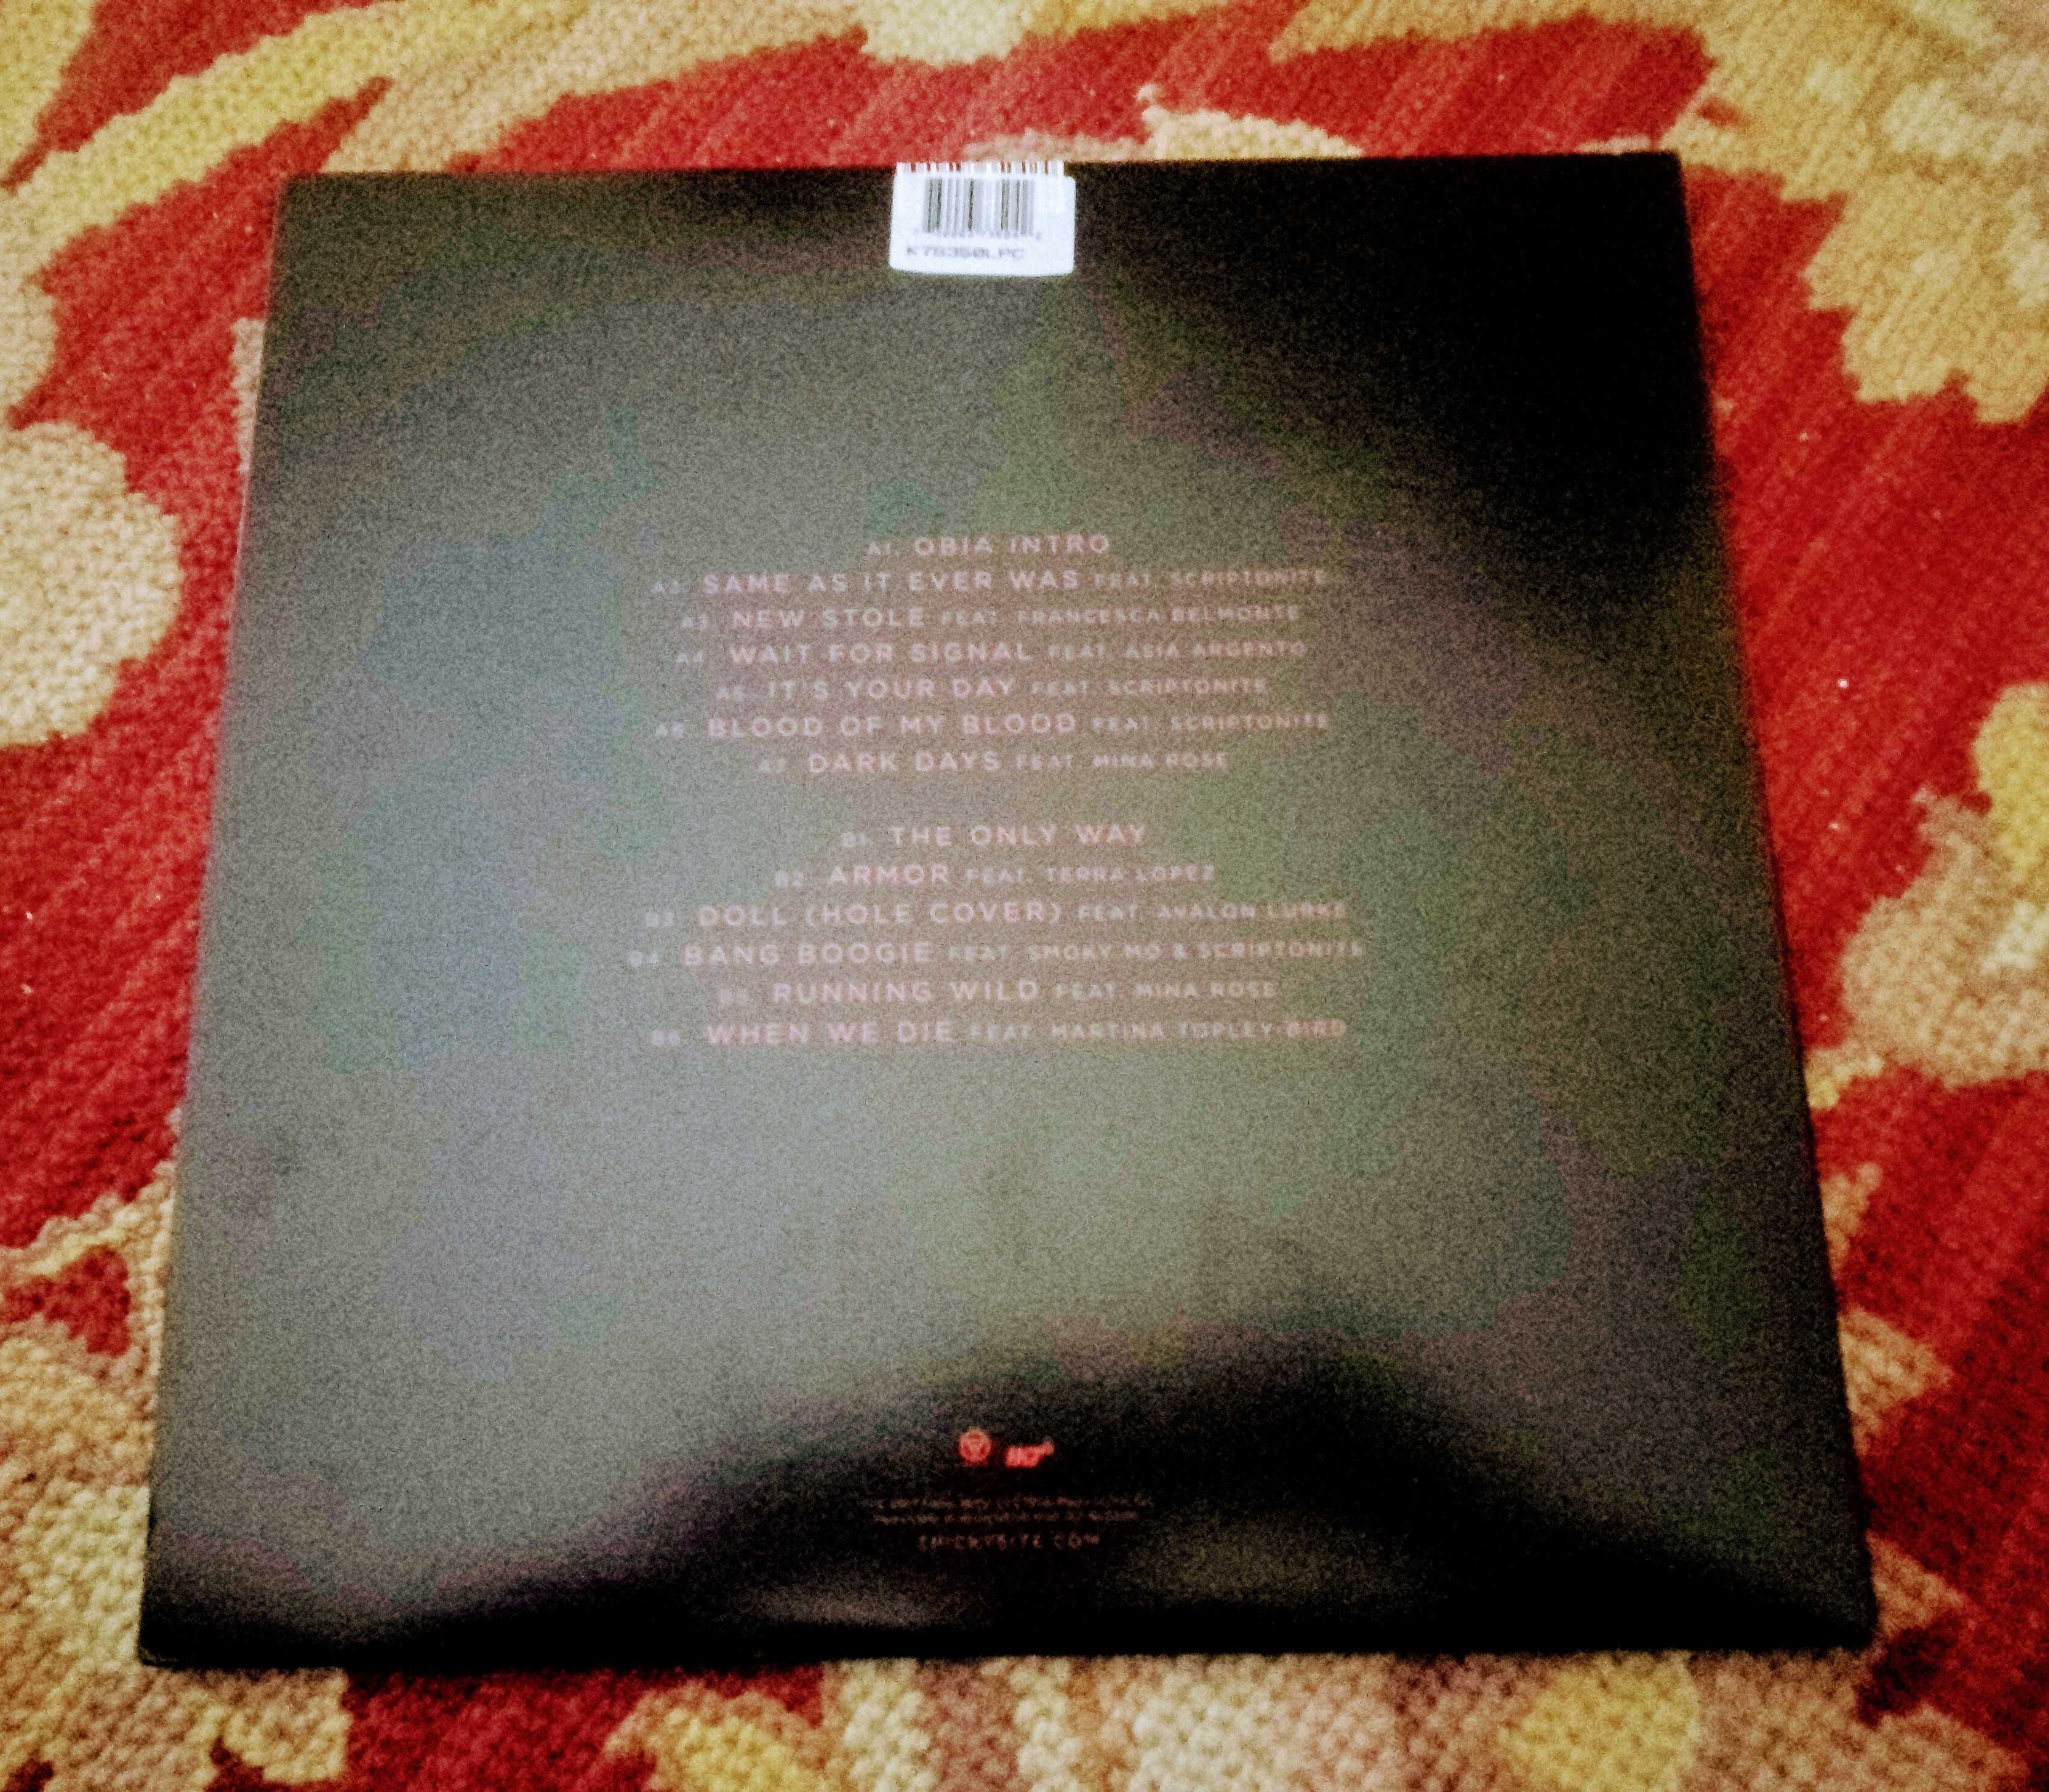 K7S350LPC
A1. OBIA INTRO
A2. SAME AS IT EVER WAS FEAT. SCRIPTONITE
A3. NEW STOLE FEAT. FRANCESCA BELMONTE
A4. WAIT FOR SIGNAL FEAT. ASIA ARGENTO
A5. IT'S YOUR DAY FEAT. SCRIPTONITE
A6. BLOOD OF MY BLOOD FEAT. SCRIPTONITE
A7. DARK DAYS FEAT. MINA ROSE
B1. THE ONLY WAY
B2. ARMOR FEAT. TERRA LOPEZ
B3. DOLL (HOLE COVER) FEAT. AVALON LURKS
B4. BANG BOOGIE FEAT. SMOKY MO & SCRIPTONITE
B5. RUNNING WILD FEAT. MINA ROSE
B6. WHEN WE DIE FEAT. MARTINA TOPLEY-BIRD
TRICKYSITE.COM